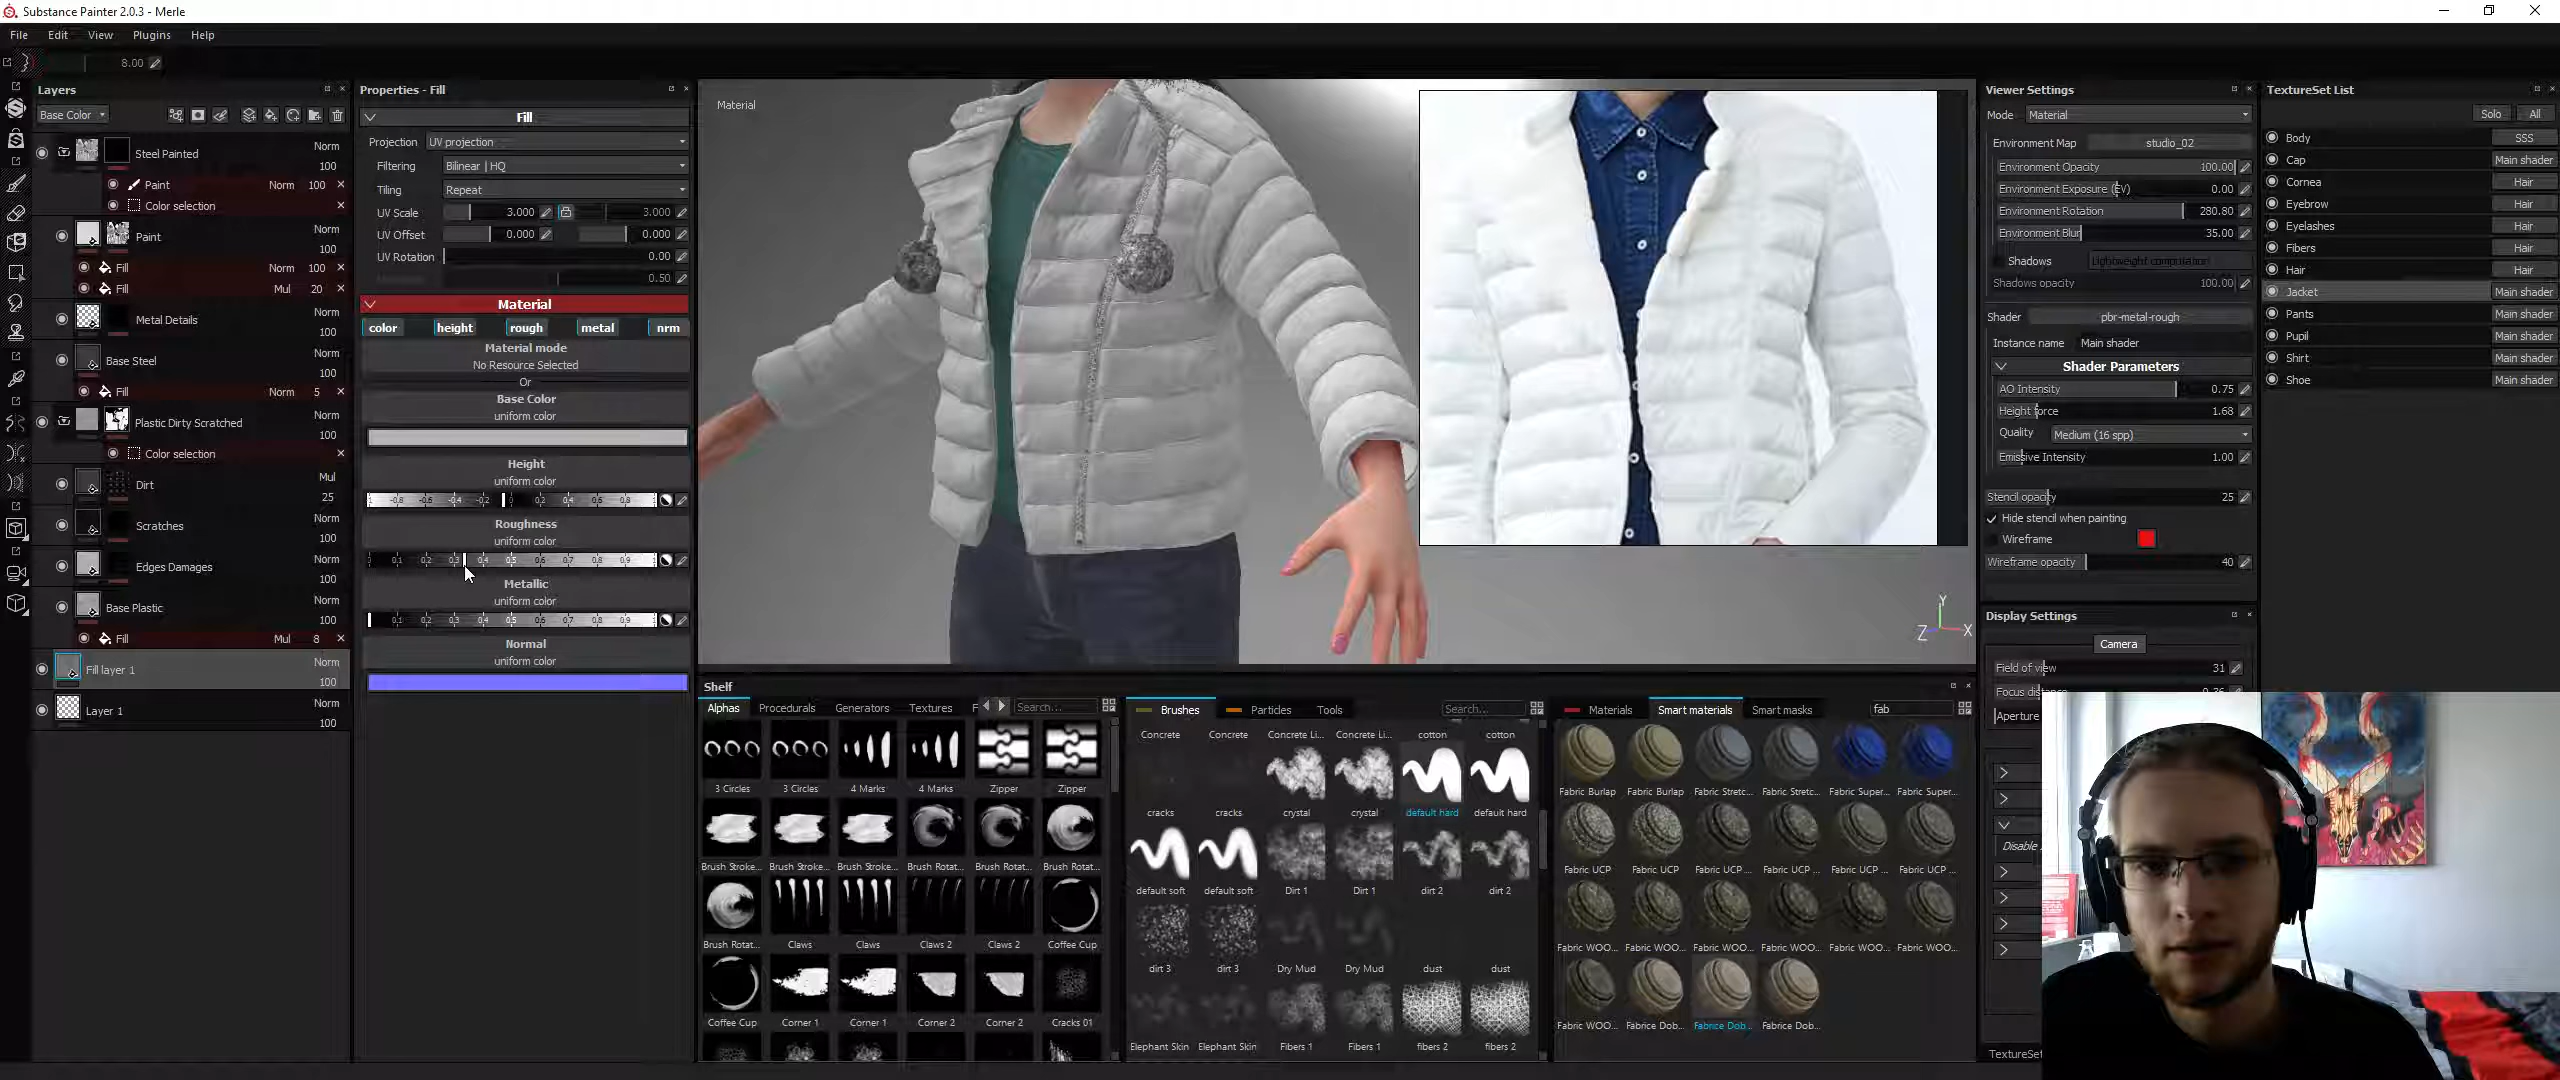 Substance Painter 2.0.3 - Merle
File Edit View Plugins Help
8.00
Layers
Base Color
Steel Painted Norm 100
Paint Norm 100
Color selection
Paint Norm 100
Fill Norm 100
Fill Mul 20
Metal Details Norm 100
Base Steel Norm 100
Fill Norm 5
Plastic Dirty Scratched Norm 100
Color selection
Dirt Mul 25
Scratches Norm 100
Edges Damages Norm 100
Base Plastic Norm 100
Fill Mul 8
Fill layer 1 Norm 100
Layer 1 Norm 100
Properties - Fill
Fill
Projection UV projection
Filtering Bilinear | HQ
Tiling Repeat
UV Scale 3.000 3.000
UV Offset 0.000 0.000
UV Rotation 0.00
0.50
Material
color height rough metal nrm
Material mode
No Resource Selected
Or
Base Color
uniform color
Height
uniform color
Roughness
uniform color
Metallic
uniform color
Normal
uniform color
Material
Y
Z X
Shelf
Alphas Procedurals Generators Textures F Search...
3 Circles 3 Circles 4 Marks 4 Marks Zipper Zipper
Brush Stroke... Brush Stroke... Brush Stroke... Brush Rotat... Brush Rotat... Brush Rotat...
Brush Rotat... Claws Claws Claws 2 Claws 2 Coffee Cup
Coffee Cup Corner 1 Corner 1 Corner 2 Corner 2 Cracks 01
Brushes Particles Tools Search...
Concrete Concrete Concrete Li... Concrete Li... cotton cotton
cracks cracks crystal crystal default hard default hard
default soft default soft Dirt 1 Dirt 1 dirt 2 dirt 2
dirt 3 dirt 3 Dry Mud Dry Mud dust dust
Elephant Skin Elephant Skin Fibers 1 Fibers 1 fibers 2 fibers 2
Materials Smart materials Smart masks fab
Fabric Burlap Fabric Burlap Fabric Stretc... Fabric Stretc... Fabric Super... Fabric Super...
Fabric UCP Fabric UCP Fabric UCP ... Fabric UCP ... Fabric UCP ... Fabric UCP ...
Fabric WOO... Fabric WOO... Fabric WOO... Fabric WOO... Fabric WOO... Fabric WOO...
Fabric WOO... Fabrice Dob... Fabrice Dob... Fabrice Dob...
Viewer Settings
Mode Material
Environment Map studio_02
Environment Opacity 100.00
Environment Exposure (EV) 0.00
Environment Rotation 280.80
Environment Blur 35.00
Shadows Lightweight computation
Shadows opacity 100.00
Shader pbr-metal-rough
Instance name Main shader
Shader Parameters
AO Intensity 0.75
Height force 1.68
Quality Medium (16 spp)
Emissive Intensity 1.00
Stencil opacity 25
Hide stencil when painting
Wireframe
Wireframe opacity 40
Display Settings
Camera
Field of view 31
Aperture
Disable
TextureSet
TextureSet List
Solo All
Body SSS
Cap Main shader
Cornea Hair
Eyebrow Hair
Eyelashes Hair
Fibers Hair
Hair Hair
Jacket Main shader
Pants Main shader
Pupil Main shader
Shirt Main shader
Shoe Main shader